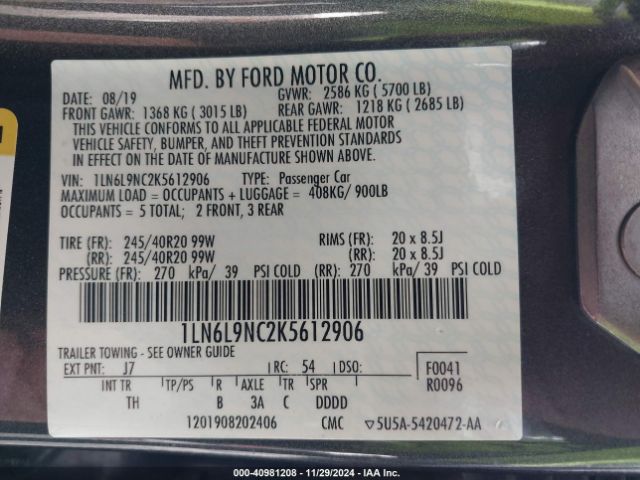 MFD. BY FORD MOTOR CO.
DATE: 08/19 GVWR: 2586 KG ( 5700 LB)
FRONT GAWR: 1368 KG ( 3015 LB) REAR GAWR: 1218 KG ( 2685 LB)
THIS VEHICLE CONFORMS TO ALL APPLICABLE FEDERAL MOTOR
VEHICLE SAFETY, BUMPER, AND THEFT PREVENTION STANDARDS
IN EFFECT ON THE DATE OF MANUFACTURE SHOWN ABOVE.
VIN: 1LN6L9NC2K5612906 TYPE: Passenger Car
MAXIMUM LOAD = OCCUPANTS + LUGGAGE = 408KG/ 900LB
OCCUPANTS = 5 TOTAL; 2 FRONT, 3 REAR
TIRE (FR): 245/40R20 99W RIMS (FR): 20 x 8.5J
(RR): 245/40R20 99W (RR): 20 x 8.5J
PRESSURE (FR): 270 kPa/ 39 PSI COLD (RR): 270 kPa/ 39 PSI COLD
1LN6L9NC2K5612906
TRAILER TOWING - SEE OWNER GUIDE
EXT PNT: J7 RC: 54 DSO: F0041
INT TR TP/PS R AXLE TR SPR R0096
TH B 3A C DDDD
1201908202406 CMC ▽5U5A-5420472-AA
000-40981208 - 11/29/2024 - IAA Inc.